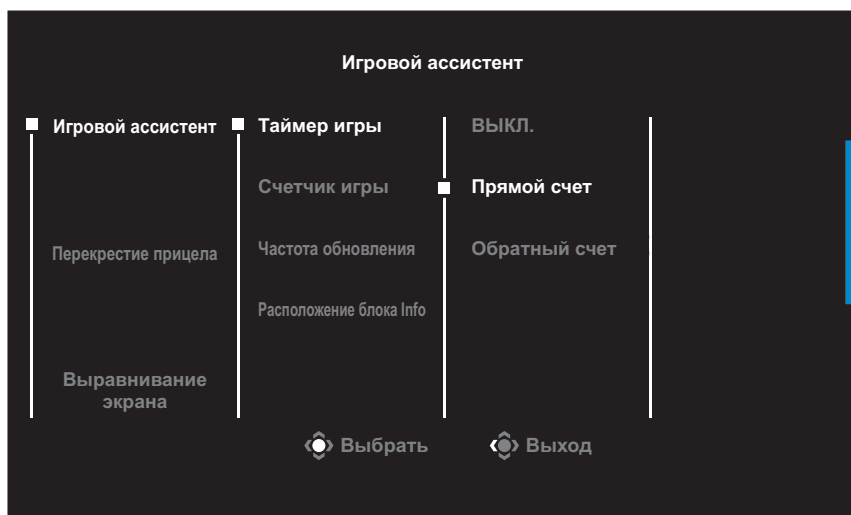 Игровой ассистент
Игровой ассистент
Таймер игры
ВЫКЛ.
Счетчик игры
Прямой счет
Перекрестие прицела
Частота обновления
Обратный счет
Расположение блока Info
Выравнивание
экрана
Выбрать
Выход